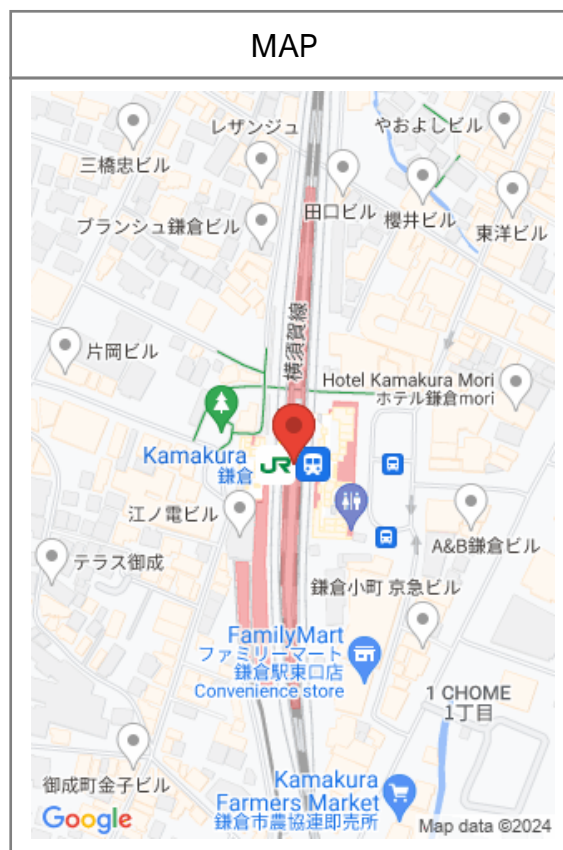 MAP
レザンジュ
やおよしビル
三橋忠ビル
田口ビル
櫻井ビル
ブランシュ鎌倉ビル
東洋ビル
横須賀線
片岡ビル
Hotel Kamakura Mori
ホテル鎌倉mori
Kamakura
鎌倉
JR
江ノ電ビル
A&B鎌倉ビル
テラス御成
鎌倉小町 京急ビル
FamilyMart
ファミリーマート
鎌倉駅東口店
Convenience store
1 CHOME
1丁目
御成町金子ビル
Kamakura
Farmers Market
鎌倉市農協連即売所
Google
Map data ©2024